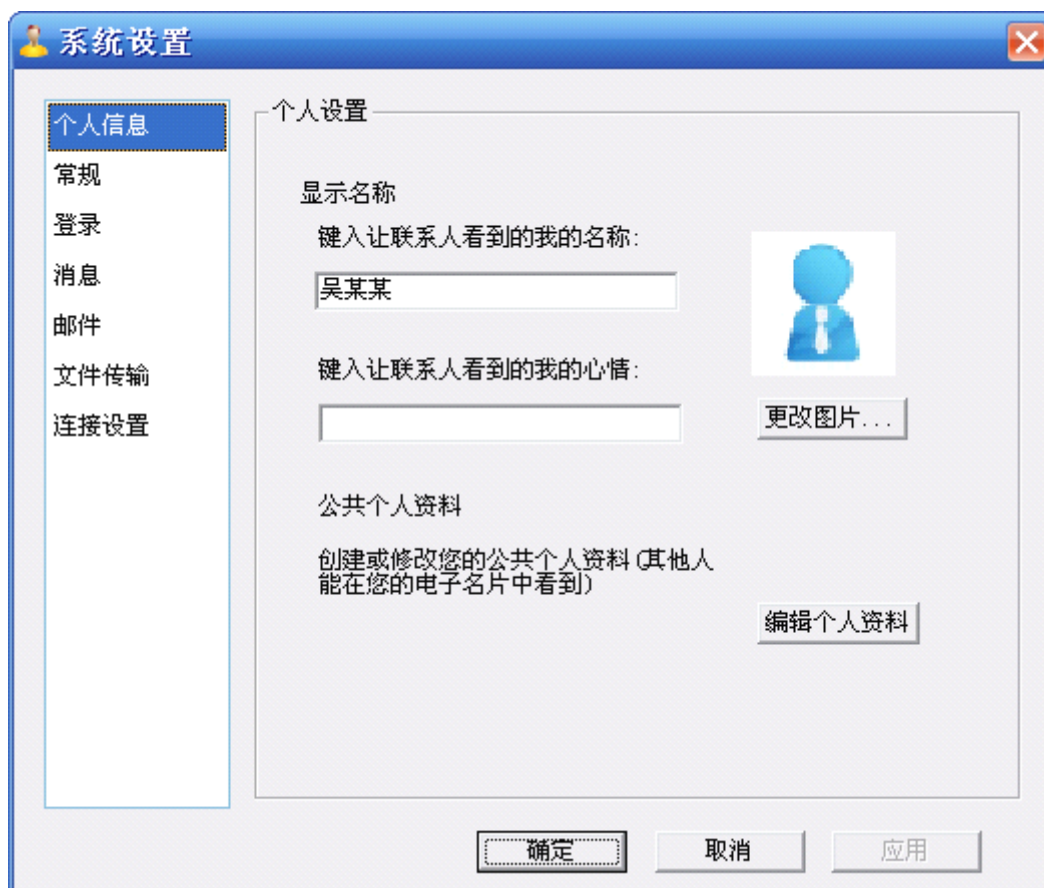 系统设置
个人信息
常规
登录
消息
邮件
文件传输
连接设置
个人设置
显示名称
键入让联系人看到的我的名称:
吴某某
键入让联系人看到的我的心情:
更改图片...
公共个人资料
创建或修改您的公共个人资料(其他人
能在您的电子名片中看到)
编辑个人资料
确定
取消
应用